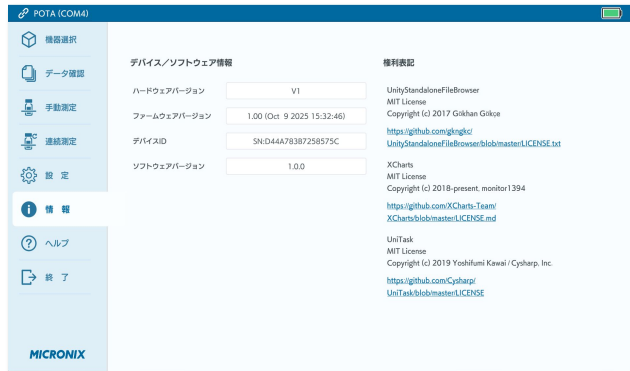 POTA (COM4)
機器選択
データ確認
手動測定
連続測定
設 定
情 報
ヘルプ
終 了
MICRONIX
デバイス/ソフトウェア情報
ハードウェアバージョン V1
ファームウェアバージョン 1.00 (Oct 9 2025 15:32:46)
デバイスID SN:D44A783B7258575C
ソフトウェアバージョン 1.0.0
権利表記
UnityStandaloneFileBrowser
MIT License
Copyright (c) 2017 Gökhan Gökçe
https://github.com/gkngkc/
UnityStandaloneFileBrowser/blob/master/LICENSE.txt
XCharts
MIT License
Copyright (c) 2018-present, monitor1394
https://github.com/XCharts-Team/
XCharts/blob/master/LICENSE.md
UniTask
MIT License
Copyright (c) 2019 Yoshifumi Kawai / Cysharp, Inc.
https://github.com/Cysharp/
UniTask/blob/master/LICENSE